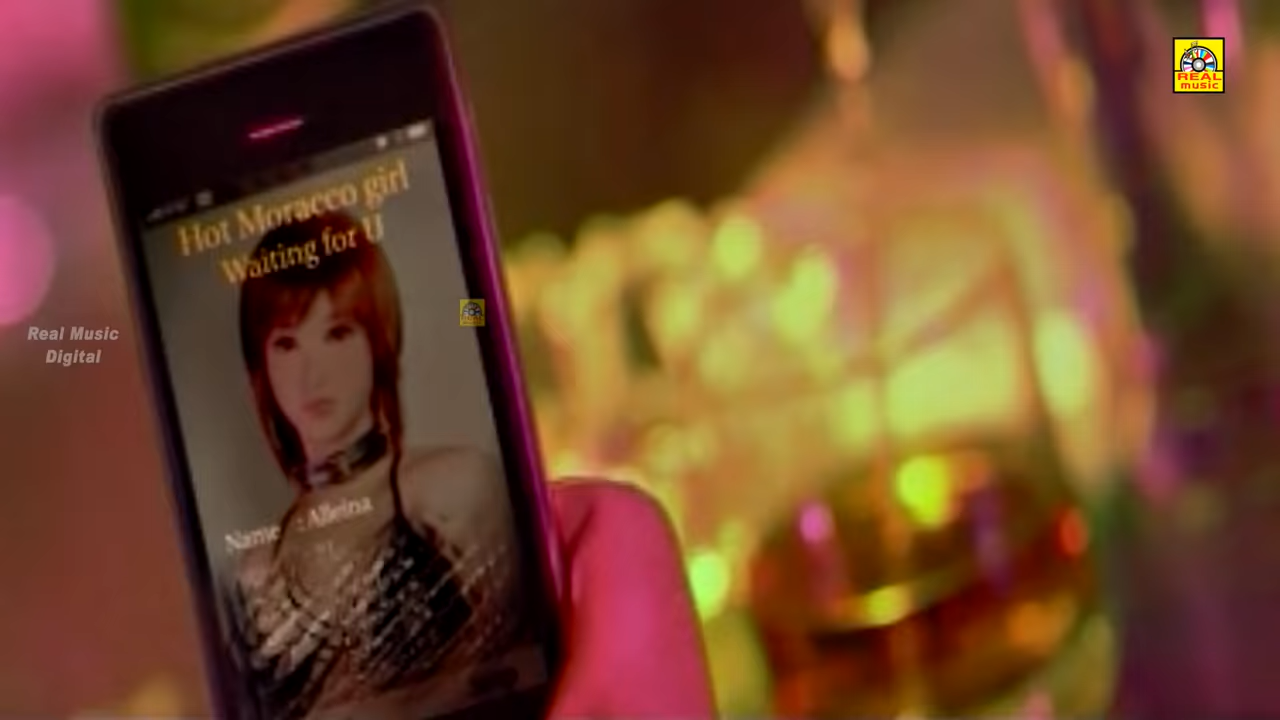 REAL
music
Hot Moracco girl
Waiting for U
Real Music
Digital
Name : Alleina